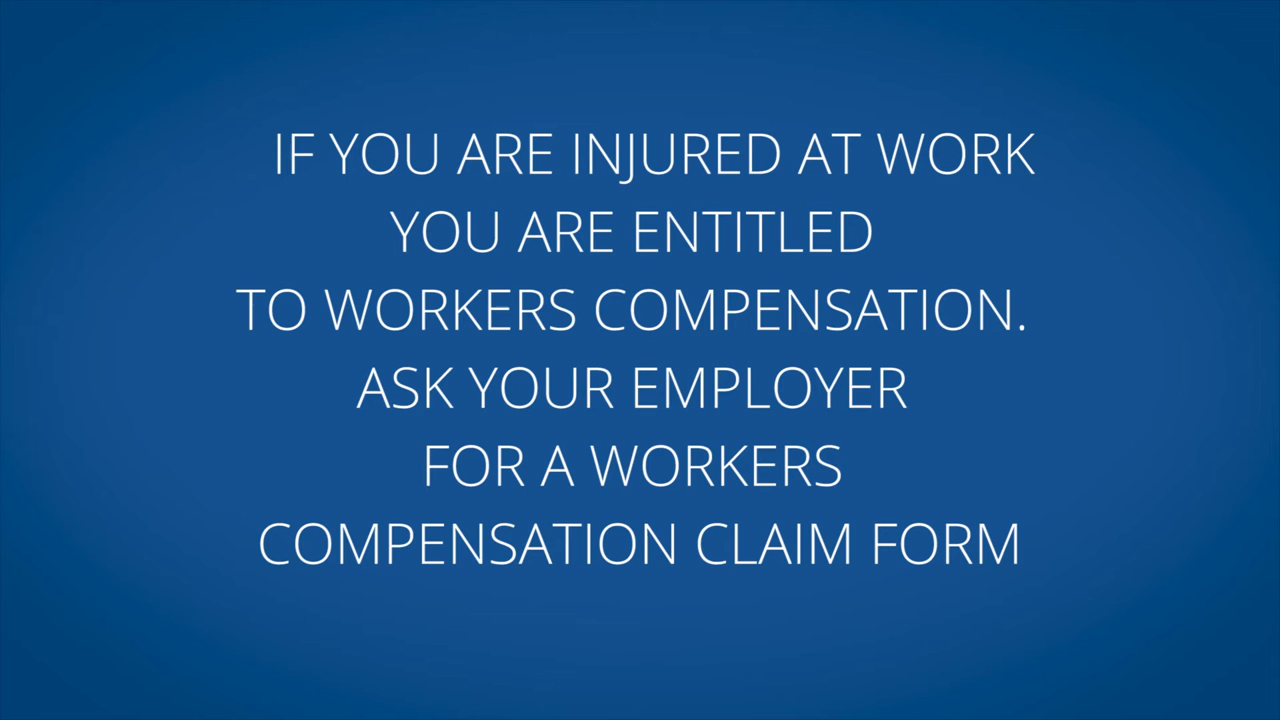 IF YOU ARE INJURED AT WORK
YOU ARE ENTITLED
TO WORKERS COMPENSATION.
ASK YOUR EMPLOYER
FOR A WORKERS
COMPENSATION CLAIM FORM